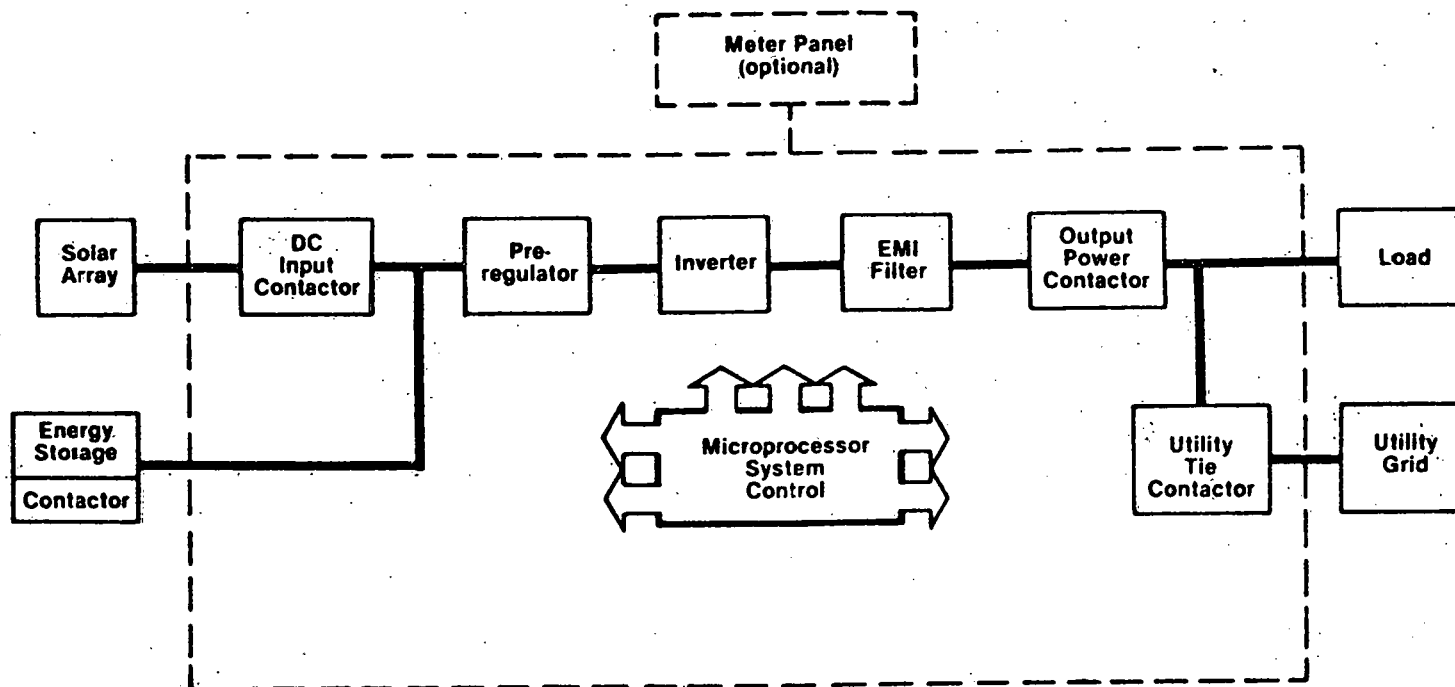 Meter Panel
(optional)
Solar
Array
DC
Input
Contactor
Pre-
regulator
Inverter
EMI
Filter
Output
Power
Contactor
Load
Energy
Storage
Contactor
Microprocessor
System
Control
Utility
Tie
Contactor
Utility
Grid